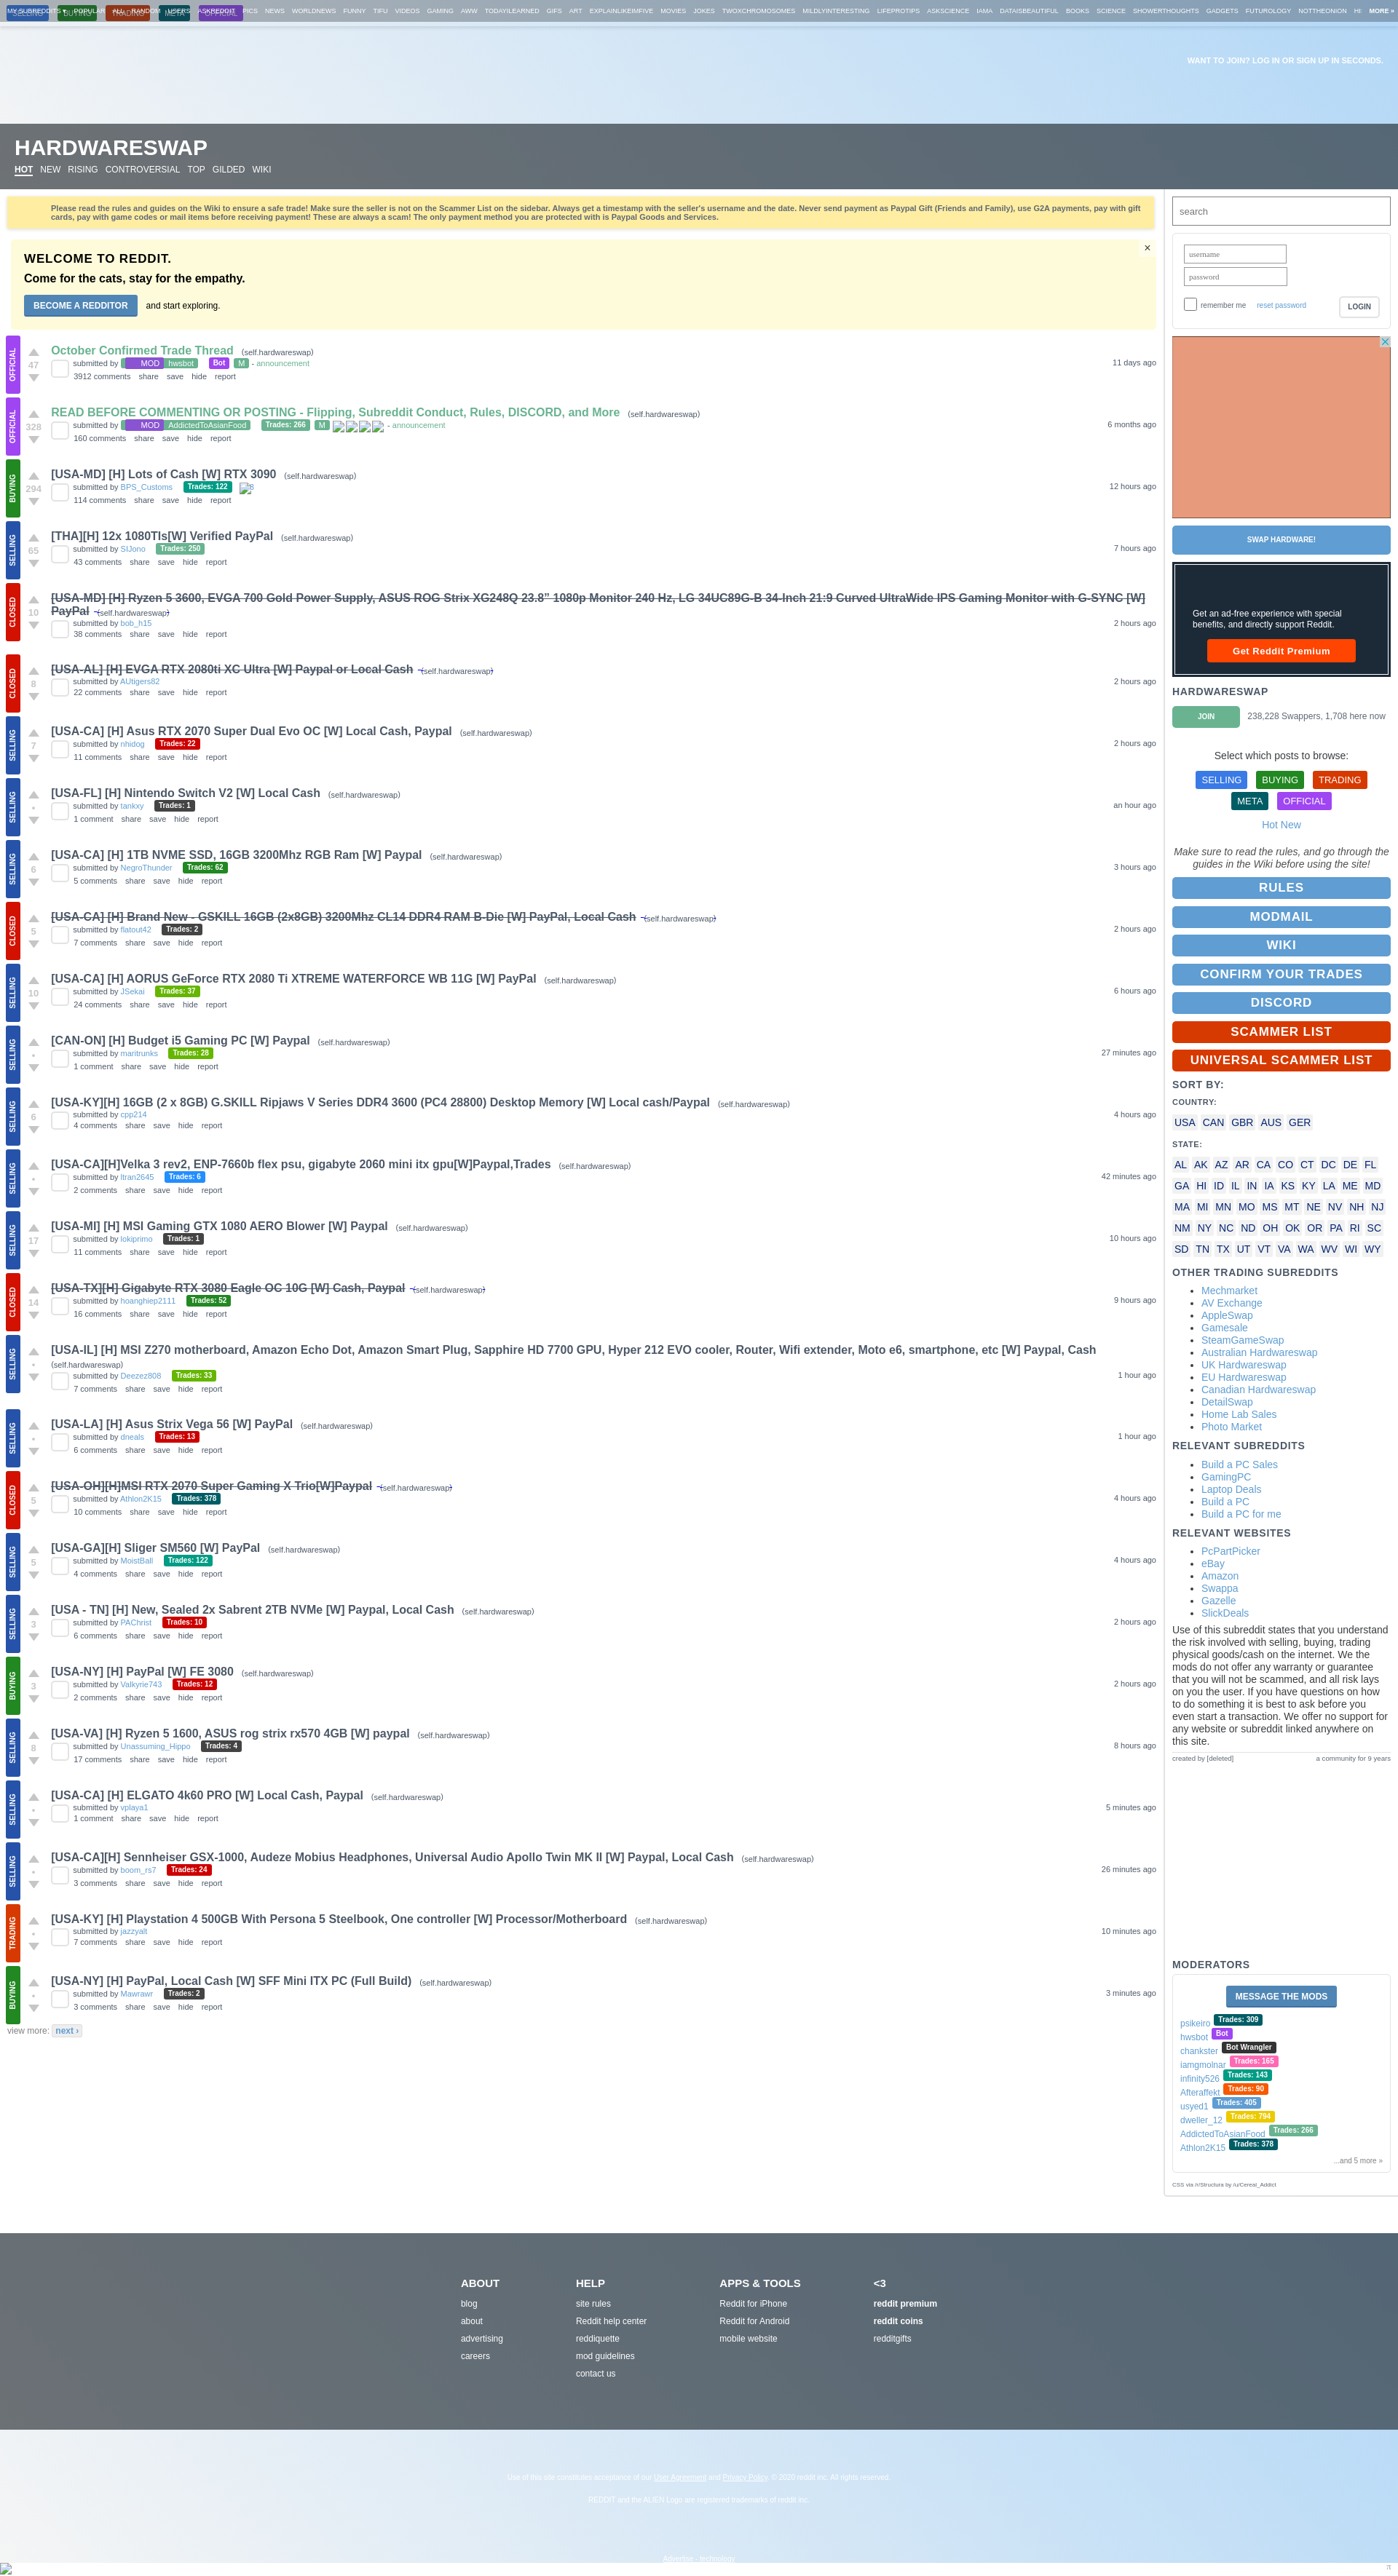 MY SUBREDDITS ▾ POPULAR - ALL - RANDOM - USERS | ASKREDDIT - PICS - NEWS - WORLDNEWS - FUNNY - TIFU - VIDEOS - GAMING - AWW - TODAYILEARNED - GIFS - ART - EXPLAINLIKEIMFIVE - MOVIES - JOKES - TWOXCHROMOSOMES - MILDLYINTERESTING - LIFEPROTIPS - ASKSCIENCE - IAMA - DATAISBEAUTIFUL - BOOKS - SCIENCE - SHOWERTHOUGHTS - GADGETS - FUTUROLOGY - NOTTHEONION - HI MORE »
SELLING BUYING TRADING META OFFICIAL
WANT TO JOIN? LOG IN OR SIGN UP IN SECONDS.
HARDWARESWAP
HOT NEW RISING CONTROVERSIAL TOP GILDED WIKI
Please read the rules and guides on the Wiki to ensure a safe trade! Make sure the seller is not on the Scammer List on the sidebar. Always get a timestamp with the seller's username and the date. Never send payment as Paypal Gift (Friends and Family), use G2A payments, pay with gift
cards, pay with game codes or mail items before receiving payment! These are always a scam! The only payment method you are protected with is Paypal Goods and Services.
WELCOME TO REDDIT. ×
Come for the cats, stay for the empathy.
BECOME A REDDITOR and start exploring.
OFFICIAL
47
October Confirmed Trade Thread (self.hardwareswap)
submitted by MOD hwsbot Bot M - announcement 11 days ago
3912 comments share save hide report
OFFICIAL
328
READ BEFORE COMMENTING OR POSTING - Flipping, Subreddit Conduct, Rules, DISCORD, and More (self.hardwareswap)
submitted by MOD AddictedToAsianFood Trades: 266 M - announcement 6 months ago
160 comments share save hide report
BUYING
294
[USA-MD] [H] Lots of Cash [W] RTX 3090 (self.hardwareswap)
submitted by BPS_Customs Trades: 122 8 12 hours ago
114 comments share save hide report
SELLING
65
[THA][H] 12x 1080TIs[W] Verified PayPal (self.hardwareswap)
submitted by SIJono Trades: 250 7 hours ago
43 comments share save hide report
CLOSED
10
[USA-MD] [H] Ryzen 5 3600, EVGA 700 Gold Power Supply, ASUS ROG Strix XG248Q 23.8” 1080p Monitor 240 Hz, LG 34UC89G-B 34-Inch 21:9 Curved UltraWide IPS Gaming Monitor with G-SYNC [W]
PayPal (self.hardwareswap)
submitted by bob_h15 2 hours ago
38 comments share save hide report
CLOSED
8
[USA-AL] [H] EVGA RTX 2080ti XC Ultra [W] Paypal or Local Cash (self.hardwareswap)
submitted by AUtigers82 2 hours ago
22 comments share save hide report
SELLING
7
[USA-CA] [H] Asus RTX 2070 Super Dual Evo OC [W] Local Cash, Paypal (self.hardwareswap)
submitted by nhidog Trades: 22 2 hours ago
11 comments share save hide report
SELLING
•
[USA-FL] [H] Nintendo Switch V2 [W] Local Cash (self.hardwareswap)
submitted by tankxy Trades: 1 an hour ago
1 comment share save hide report
SELLING
6
[USA-CA] [H] 1TB NVME SSD, 16GB 3200Mhz RGB Ram [W] Paypal (self.hardwareswap)
submitted by NegroThunder Trades: 62 3 hours ago
5 comments share save hide report
CLOSED
5
[USA-CA] [H] Brand New - GSKILL 16GB (2x8GB) 3200Mhz CL14 DDR4 RAM B-Die [W] PayPal, Local Cash (self.hardwareswap)
submitted by flatout42 Trades: 2 2 hours ago
7 comments share save hide report
SELLING
10
[USA-CA] [H] AORUS GeForce RTX 2080 Ti XTREME WATERFORCE WB 11G [W] PayPal (self.hardwareswap)
submitted by JSekai Trades: 37 6 hours ago
24 comments share save hide report
SELLING
•
[CAN-ON] [H] Budget i5 Gaming PC [W] Paypal (self.hardwareswap)
submitted by maritrunks Trades: 28 27 minutes ago
1 comment share save hide report
SELLING
6
[USA-KY][H] 16GB (2 x 8GB) G.SKILL Ripjaws V Series DDR4 3600 (PC4 28800) Desktop Memory [W] Local cash/Paypal (self.hardwareswap)
submitted by cpp214 4 hours ago
4 comments share save hide report
SELLING
•
[USA-CA][H]Velka 3 rev2, ENP-7660b flex psu, gigabyte 2060 mini itx gpu[W]Paypal,Trades (self.hardwareswap)
submitted by ltran2645 Trades: 6 42 minutes ago
2 comments share save hide report
SELLING
17
[USA-MI] [H] MSI Gaming GTX 1080 AERO Blower [W] Paypal (self.hardwareswap)
submitted by lokiprimo Trades: 1 10 hours ago
11 comments share save hide report
CLOSED
14
[USA-TX][H] Gigabyte RTX 3080 Eagle OC 10G [W] Cash, Paypal (self.hardwareswap)
submitted by hoanghiep2111 Trades: 52 9 hours ago
16 comments share save hide report
SELLING
•
[USA-IL] [H] MSI Z270 motherboard, Amazon Echo Dot, Amazon Smart Plug, Sapphire HD 7700 GPU, Hyper 212 EVO cooler, Router, Wifi extender, Moto e6, smartphone, etc [W] Paypal, Cash
(self.hardwareswap)
submitted by Deezez808 Trades: 33 1 hour ago
7 comments share save hide report
SELLING
•
[USA-LA] [H] Asus Strix Vega 56 [W] PayPal (self.hardwareswap)
submitted by dneals Trades: 13 1 hour ago
6 comments share save hide report
CLOSED
5
[USA-OH][H]MSI RTX 2070 Super Gaming X Trio[W]Paypal (self.hardwareswap)
submitted by Athlon2K15 Trades: 378 4 hours ago
10 comments share save hide report
SELLING
5
[USA-GA][H] Sliger SM560 [W] PayPal (self.hardwareswap)
submitted by MoistBall Trades: 122 4 hours ago
4 comments share save hide report
SELLING
3
[USA - TN] [H] New, Sealed 2x Sabrent 2TB NVMe [W] Paypal, Local Cash (self.hardwareswap)
submitted by PAChrist Trades: 10 2 hours ago
6 comments share save hide report
BUYING
3
[USA-NY] [H] PayPal [W] FE 3080 (self.hardwareswap)
submitted by Valkyrie743 Trades: 12 2 hours ago
2 comments share save hide report
SELLING
8
[USA-VA] [H] Ryzen 5 1600, ASUS rog strix rx570 4GB [W] paypal (self.hardwareswap)
submitted by Unassuming_Hippo Trades: 4 8 hours ago
17 comments share save hide report
SELLING
•
[USA-CA] [H] ELGATO 4k60 PRO [W] Local Cash, Paypal (self.hardwareswap)
submitted by vplaya1 5 minutes ago
1 comment share save hide report
SELLING
•
[USA-CA][H] Sennheiser GSX-1000, Audeze Mobius Headphones, Universal Audio Apollo Twin MK II [W] Paypal, Local Cash (self.hardwareswap)
submitted by boom_rs7 Trades: 24 26 minutes ago
3 comments share save hide report
TRADING
•
[USA-KY] [H] Playstation 4 500GB With Persona 5 Steelbook, One controller [W] Processor/Motherboard (self.hardwareswap)
submitted by jazzyalt 10 minutes ago
7 comments share save hide report
BUYING
•
[USA-NY] [H] PayPal, Local Cash [W] SFF Mini ITX PC (Full Build) (self.hardwareswap)
submitted by Mawrawr Trades: 2 3 minutes ago
3 comments share save hide report
view more: next ›
search
username
password
remember me reset password LOGIN
SWAP HARDWARE!
Get an ad-free experience with special
benefits, and directly support Reddit.
Get Reddit Premium
HARDWARESWAP
JOIN 238,228 Swappers, 1,708 here now
Select which posts to browse:
SELLING BUYING TRADING
META OFFICIAL
Hot New
Make sure to read the rules, and go through the
guides in the Wiki before using the site!
RULES
MODMAIL
WIKI
CONFIRM YOUR TRADES
DISCORD
SCAMMER LIST
UNIVERSAL SCAMMER LIST
SORT BY:
COUNTRY:
USA CAN GBR AUS GER
STATE:
AL AK AZ AR CA CO CT DC DE FL
GA HI ID IL IN IA KS KY LA ME MD
MA MI MN MO MS MT NE NV NH NJ
NM NY NC ND OH OK OR PA RI SC
SD TN TX UT VT VA WA WV WI WY
OTHER TRADING SUBREDDITS
Mechmarket
AV Exchange
AppleSwap
Gamesale
SteamGameSwap
Australian Hardwareswap
UK Hardwareswap
EU Hardwareswap
Canadian Hardwareswap
DetailSwap
Home Lab Sales
Photo Market
RELEVANT SUBREDDITS
Build a PC Sales
GamingPC
Laptop Deals
Build a PC
Build a PC for me
RELEVANT WEBSITES
PcPartPicker
eBay
Amazon
Swappa
Gazelle
SlickDeals
Use of this subreddit states that you understand
the risk involved with selling, buying, trading
physical goods/cash on the internet. We the
mods do not offer any warranty or guarantee
that you will not be scammed, and all risk lays
on you the user. If you have questions on how
to do something it is best to ask before you
even start a transaction. We offer no support for
any website or subreddit linked anywhere on
this site.
created by [deleted] a community for 9 years
MODERATORS
MESSAGE THE MODS
psikeiro Trades: 309
hwsbot Bot
chankster Bot Wrangler
iamgmolnar Trades: 165
infinity526 Trades: 143
Afteraffekt Trades: 90
usyed1 Trades: 405
dweller_12 Trades: 794
AddictedToAsianFood Trades: 266
Athlon2K15 Trades: 378
...and 5 more »
CSS via /r/Structura by /u/Cereal_Addict
ABOUT
blog
about
advertising
careers
HELP
site rules
Reddit help center
reddiquette
mod guidelines
contact us
APPS & TOOLS
Reddit for iPhone
Reddit for Android
mobile website
<3
reddit premium
reddit coins
redditgifts
Use of this site constitutes acceptance of our User Agreement and Privacy Policy. © 2020 reddit inc. All rights reserved.
REDDIT and the ALIEN Logo are registered trademarks of reddit inc.
Advertise - technology
π